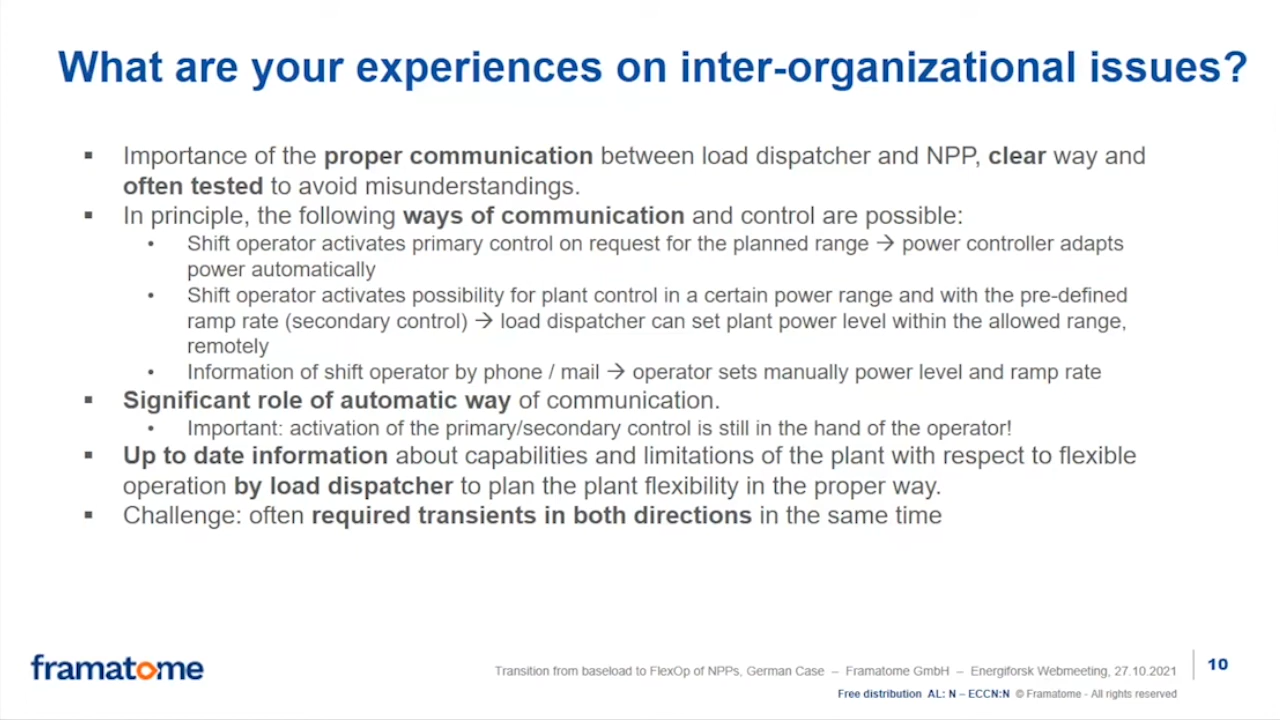 What are your experiences on inter-organizational issues?
▪ Importance of the proper communication between load dispatcher and NPP, clear way and
often tested to avoid misunderstandings.
▪ In principle, the following ways of communication and control are possible:
• Shift operator activates primary control on request for the planned range → power controller adapts
power automatically
• Shift operator activates possibility for plant control in a certain power range and with the pre-defined
ramp rate (secondary control) → load dispatcher can set plant power level within the allowed range,
remotely
• Information of shift operator by phone / mail → operator sets manually power level and ramp rate
▪ Significant role of automatic way of communication.
• Important: activation of the primary/secondary control is still in the hand of the operator!
▪ Up to date information about capabilities and limitations of the plant with respect to flexible
operation by load dispatcher to plan the plant flexibility in the proper way.
▪ Challenge: often required transients in both directions in the same time
framatome
Transition from baseload to FlexOp of NPPs, German Case – Framatome GmbH – Energiforsk Webmeeting, 27.10.2021
10
Free distribution AL: N – ECCN:N © Framatome - All rights reserved